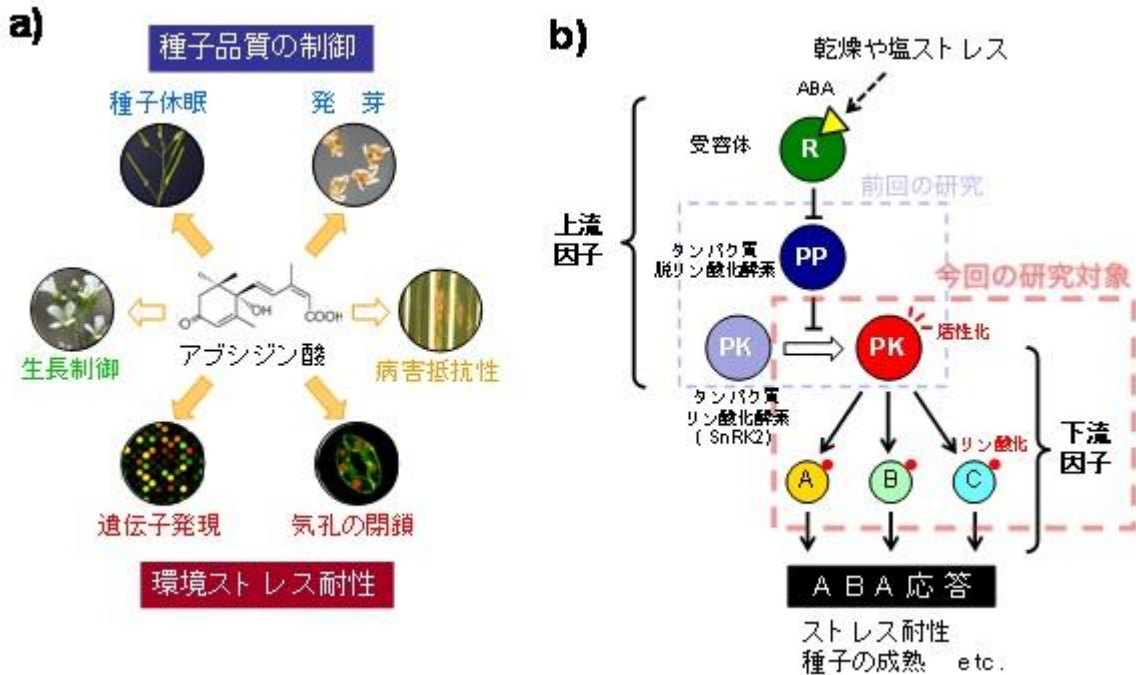 a)
種子品質の制御
種子休眠
発 芽
OH
O
COOH
アブシジン酸
生長制御
病害抵抗性
遺伝子発現
気孔の閉鎖
環境ストレス耐性
b)
乾燥や塩ストレス
ABA
受容体
R
前回の研究
上流
因子
タンパク質
脱リン酸化酵素
PP
今回の研究対象
PK
PK
活性化
タンパク質
リン酸化酵素
(SnRK2)
リン酸化
下流
因子
A
B
C
ABA応答
ストレス耐性
種子の成熟 etc.